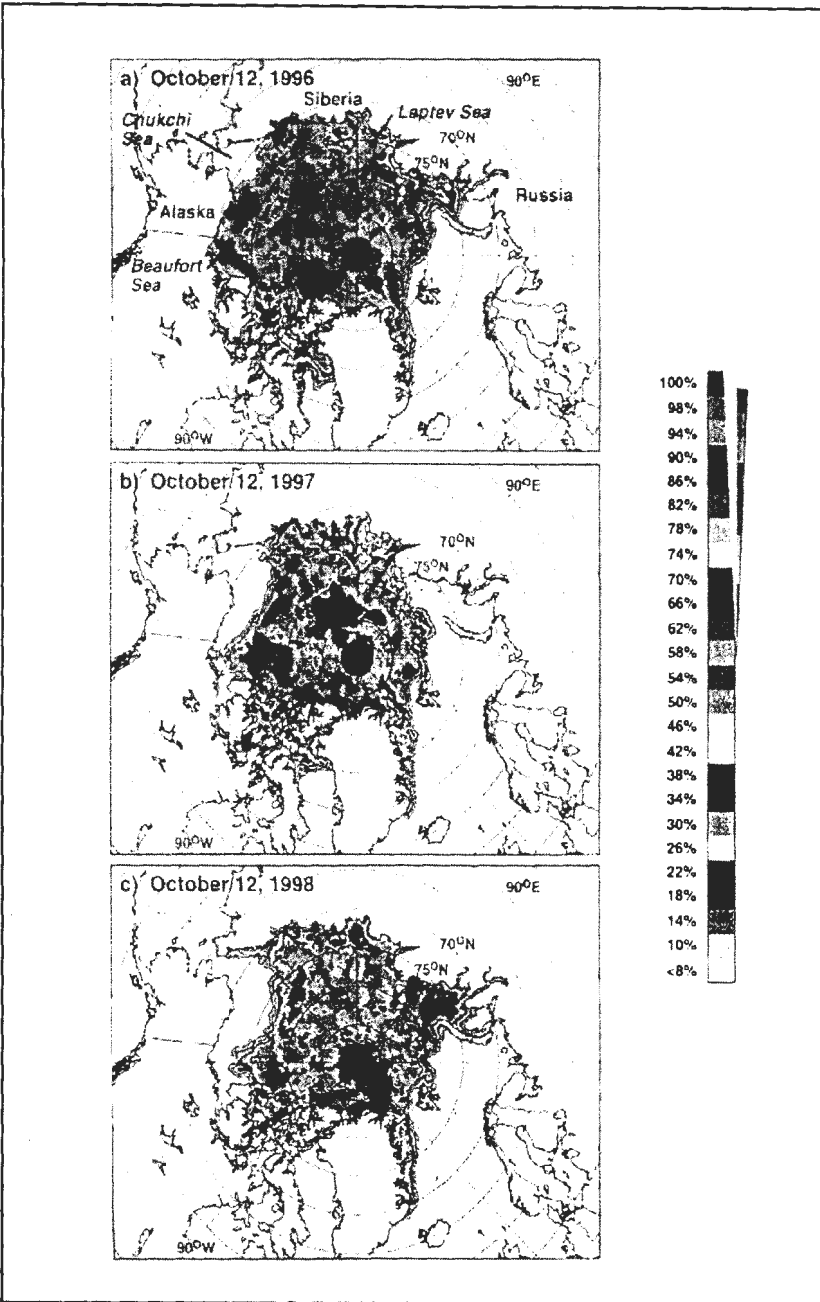 a) October 12, 1996
90°E
Siberia
Laptev Sea
Chukchi
Sea
70°N
75°N
Russia
Alaska
Beaufort
Sea
90°W
b) October 12, 1997
90°E
70°N
75°N
90°W
c) October 12, 1998
90°E
70°N
75°N
90°W
100%
98%
94%
90%
86%
82%
78%
74%
70%
66%
62%
58%
54%
50%
46%
42%
38%
34%
30%
26%
22%
18%
14%
10%
<8%